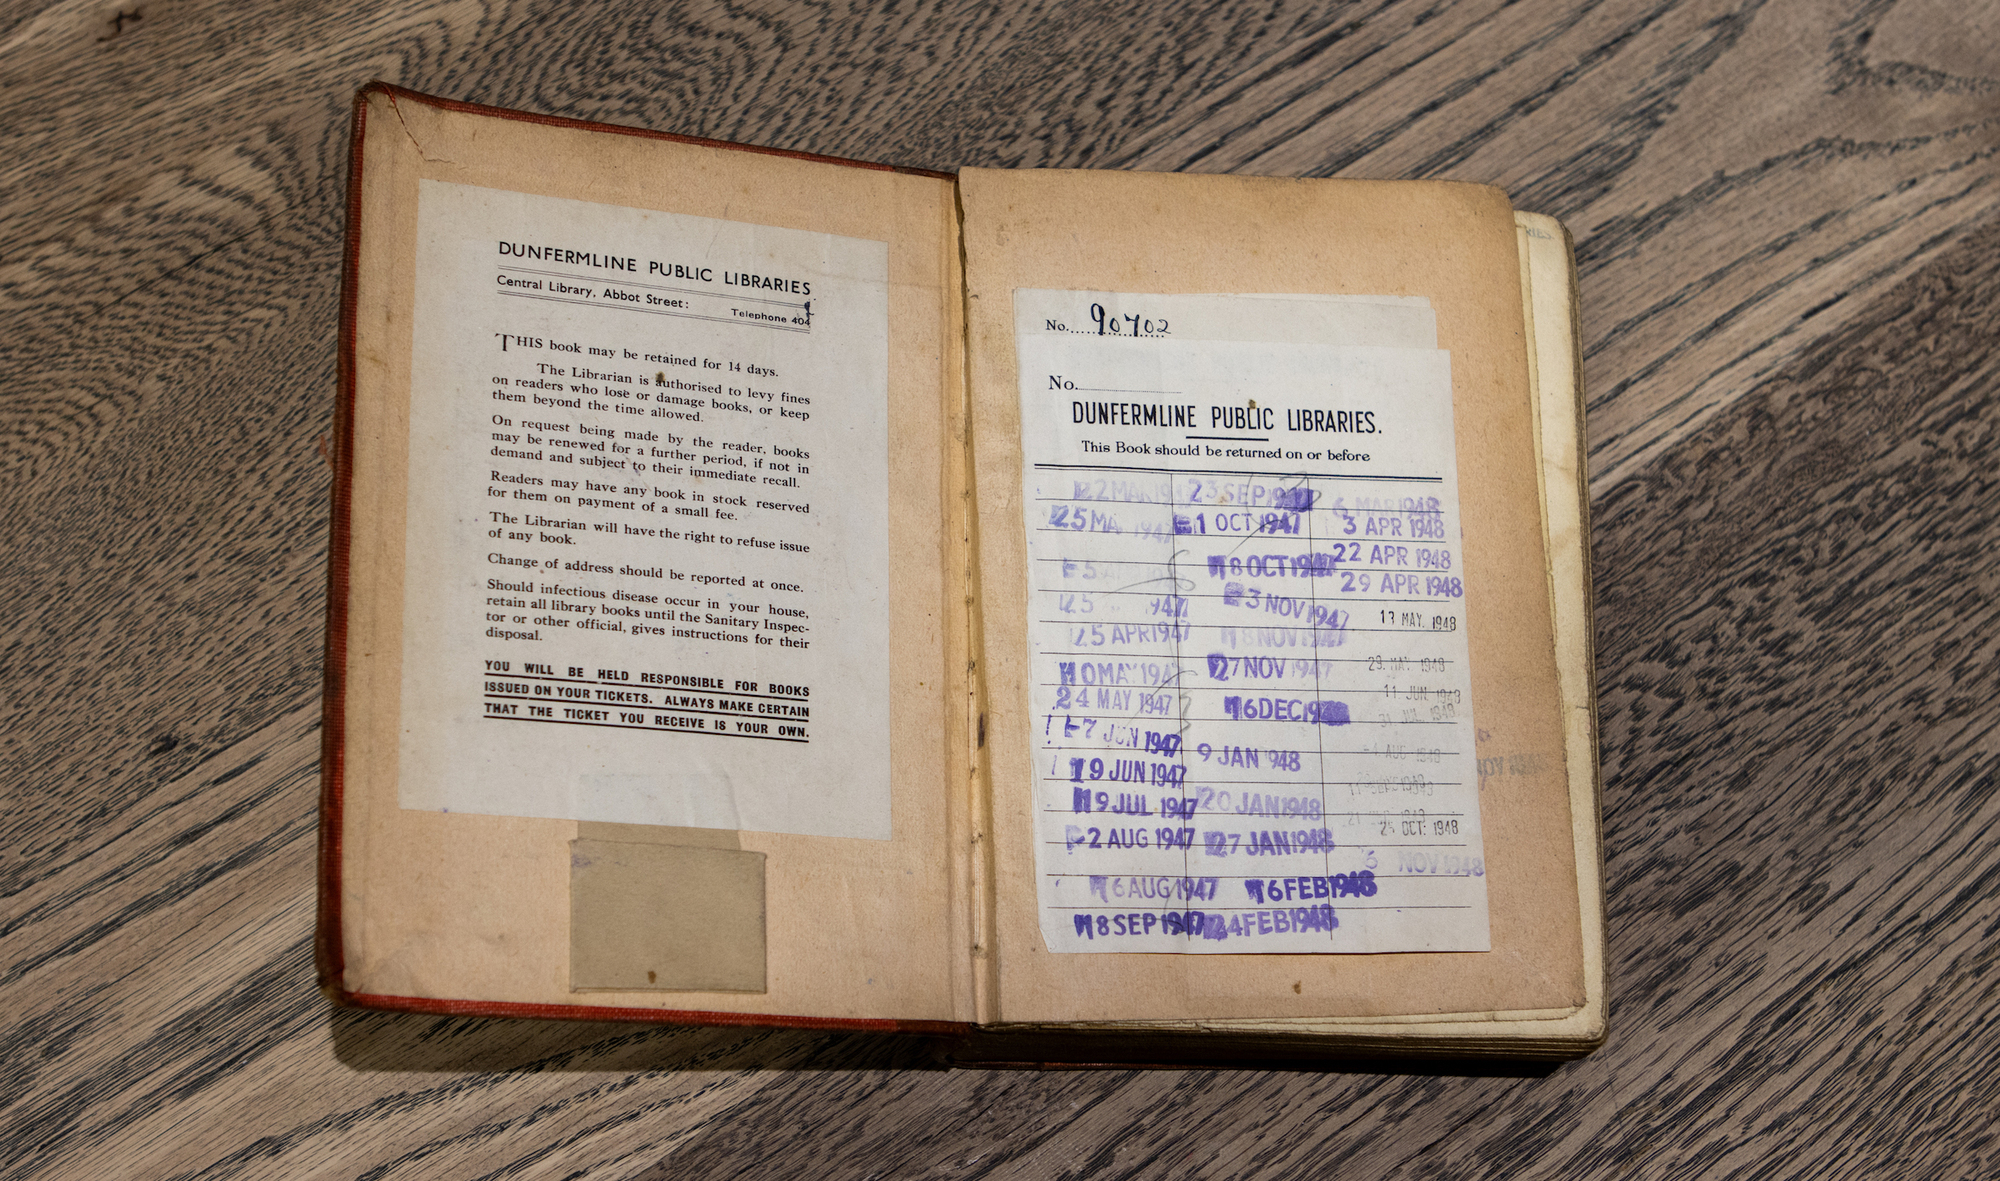 DUNFERMLINE PUBLIC LIBRARIES
Central Library, Abbot Street:
Telephone 404
THIS book may be retained for 14 days.
The Librarian is authorised to levy fines
on readers who lose or damage books, or keep
them beyond the time allowed.
On request being made by the reader, books
may be renewed for a further period, if not in
demand and subject to their immediate recall.
Readers may have any book in stock reserved
for them on payment of a small fee.
The Librarian will have the right to refuse issue
of any book.
Change of address should be reported at once.
Should infectious disease occur in your house,
retain all library books until the Sanitary Inspec-
tor or other official, gives instructions for their
disposal.
YOU WILL BE HELD RESPONSIBLE FOR BOOKS
ISSUED ON YOUR TICKETS. ALWAYS MAKE CERTAIN
THAT THE TICKET YOU RECEIVE IS YOUR OWN.
No. 90702
No.
DUNFERMLINE PUBLIC LIBRARIES.
This Book should be returned on or before
25 1947
1947
25 APR 1947
10 MAY 1947
24 MAY 1947
-7 JUN 1947
19 JUN 1947
19 JUL 1947
-2 AUG 1947
16 AUG 1947
18 SEP 1947
23 SEP
1 OCT 1947
18 OCT 1947
3 NOV 1947
18 NOV 1947
27 NOV 1947
16 DEC
9 JAN 948
20 JAN 1948
27 JAN 1948
16 FEB 1948
24 FEB 1948
6 MAR 1948
3 APR 1948
22 APR 1948
29 APR 1948
13 MAY. 1948
29. MAY. 1948
11 JUN 1948
31 JUL 1948
-4 AUG 1948
OCT: 1948
6 NOV 1948